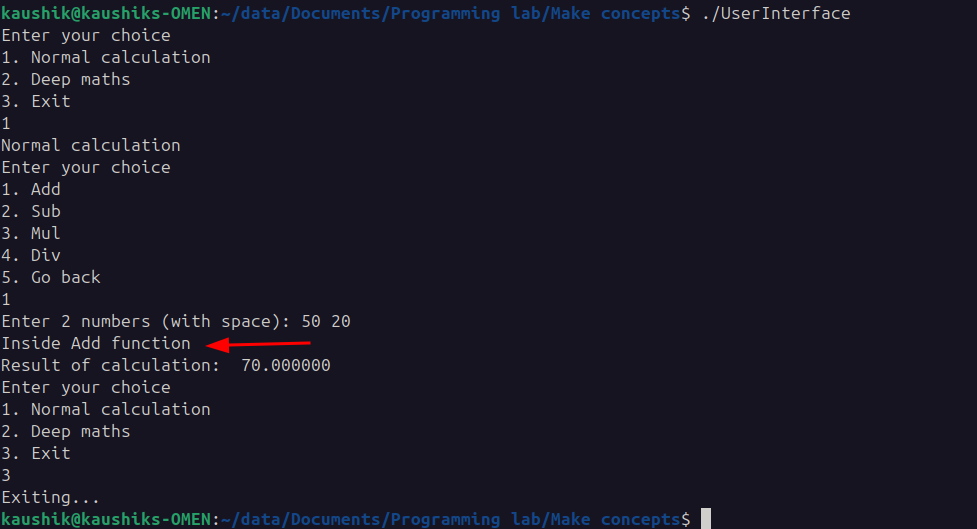 kaushik@kaushiks-OMEN:~/data/Documents/Programming lab/Make concepts$ ./UserInterface
Enter your choice
1. Normal calculation
2. Deep maths
3. Exit
1
Normal calculation
Enter your choice
1. Add
2. Sub
3. Mul
4. Div
5. Go back
1
Enter 2 numbers (with space): 50 20
Inside Add function
Result of calculation:  70.000000
Enter your choice
1. Normal calculation
2. Deep maths
3. Exit
3
Exiting...
kaushik@kaushiks-OMEN:~/data/Documents/Programming lab/Make concepts$